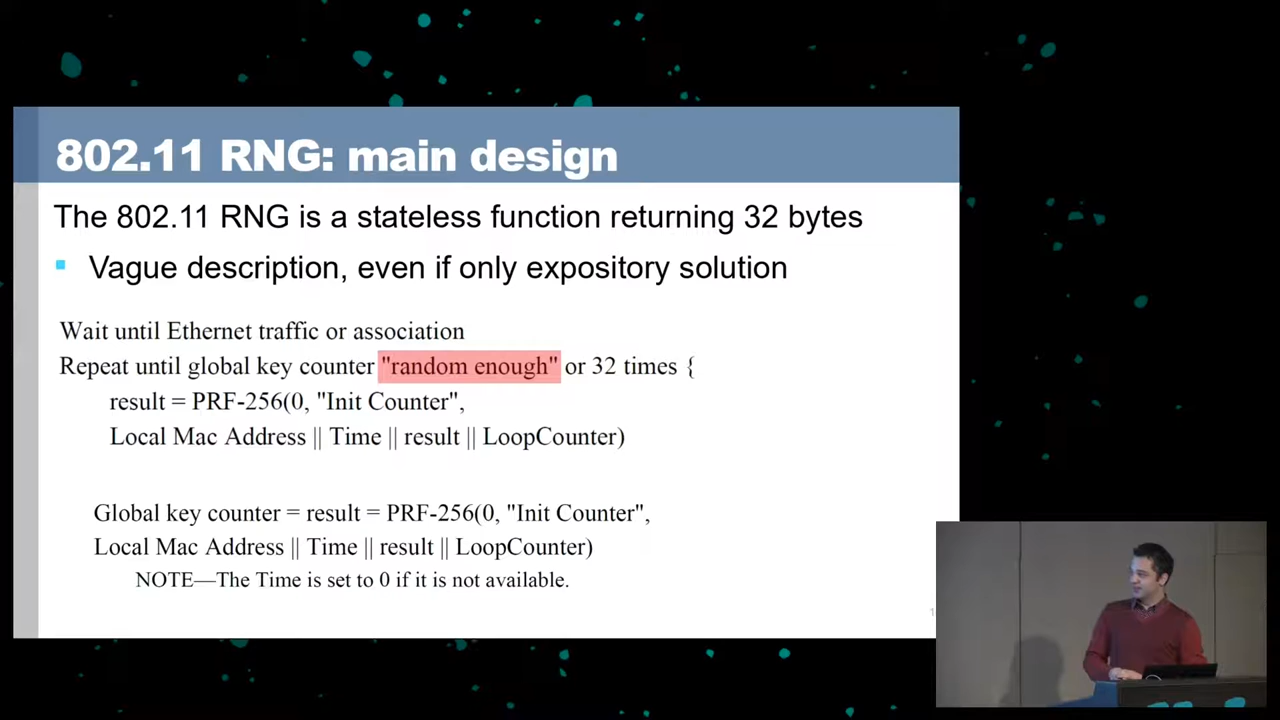 802.11 RNG: main design
The 802.11 RNG is a stateless function returning 32 bytes
Vague description, even if only expository solution
Wait until Ethernet traffic or association
Repeat until global key counter "random enough" or 32 times {
result = PRF-256(0, "Init Counter",
Local Mac Address || Time || result || LoopCounter)
Global key counter = result = PRF-256(0, "Init Counter",
Local Mac Address || Time || result || LoopCounter)
NOTE—The Time is set to 0 if it is not available.